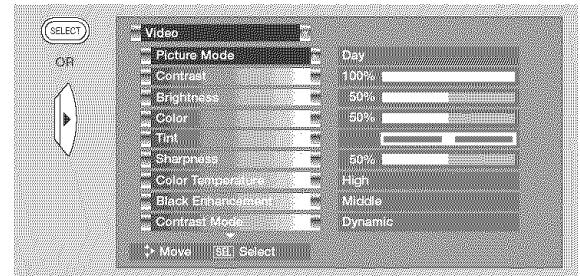 SELECT
OR
Video
Picture Mode Day
Contrast 100%
Brightness 50%
Color 50%
Tint
Sharpness 50%
Color Temperature High
Black Enhancement Middle
Contrast Mode Dynamic
Move SEL Select